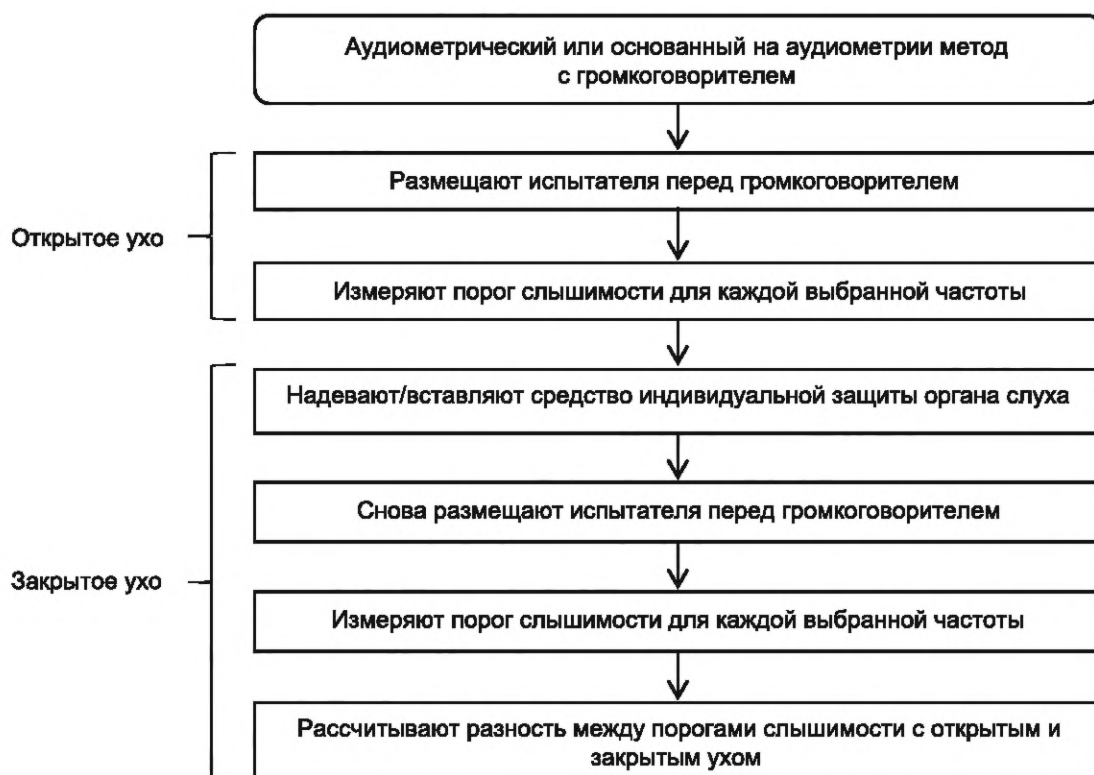 Аудиометрический или основанный на аудиометрии метод
с громкоговорителем
Размещают испытателя перед громкоговорителем
Открытое ухо
Измеряют порог слышимости для каждой выбранной частоты
Надевают/вставляют средство индивидуальной защиты органа слуха
Снова размещают испытателя перед громкоговорителем
Закрытое ухо
Измеряют порог слышимости для каждой выбранной частоты
Рассчитывают разность между порогами слышимости с открытым и
закрытым ухом